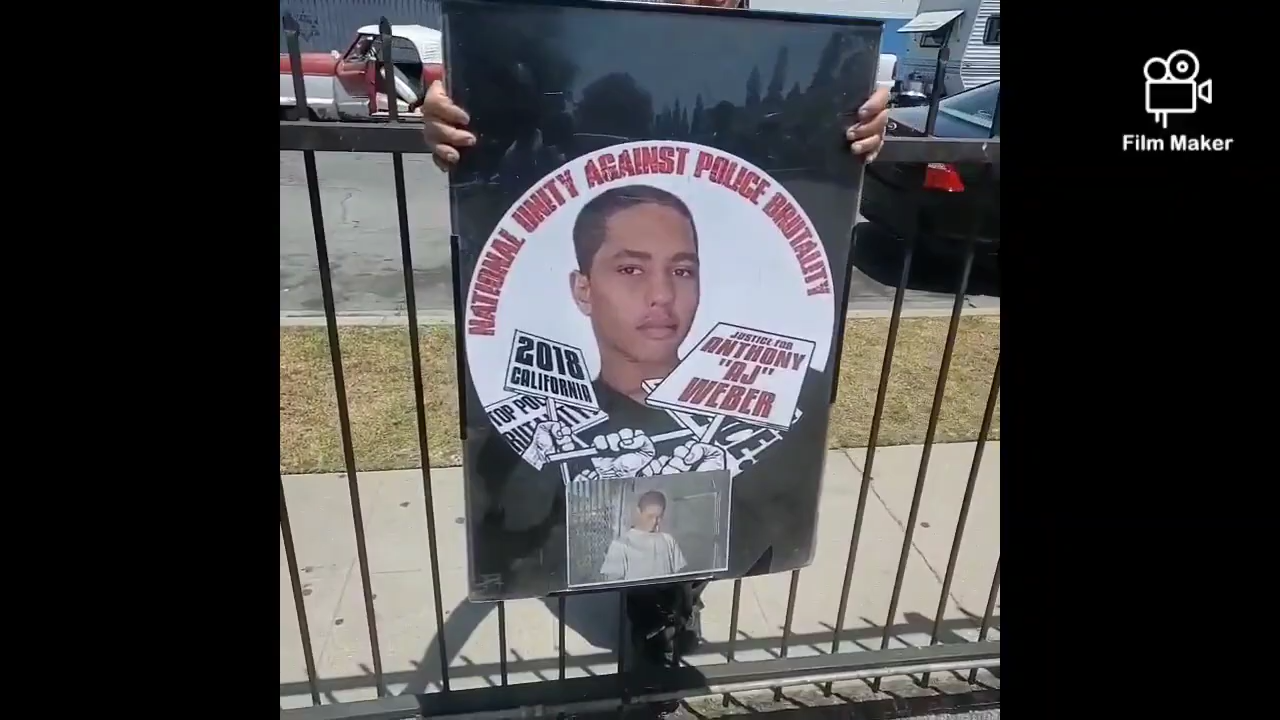 NATIONAL UNITY AGAINST POLICE BRUTALITY
2018
CALIFORNIA
JUSTICE FOR
ANTHONY
"AJ"
WEBER
Film Maker